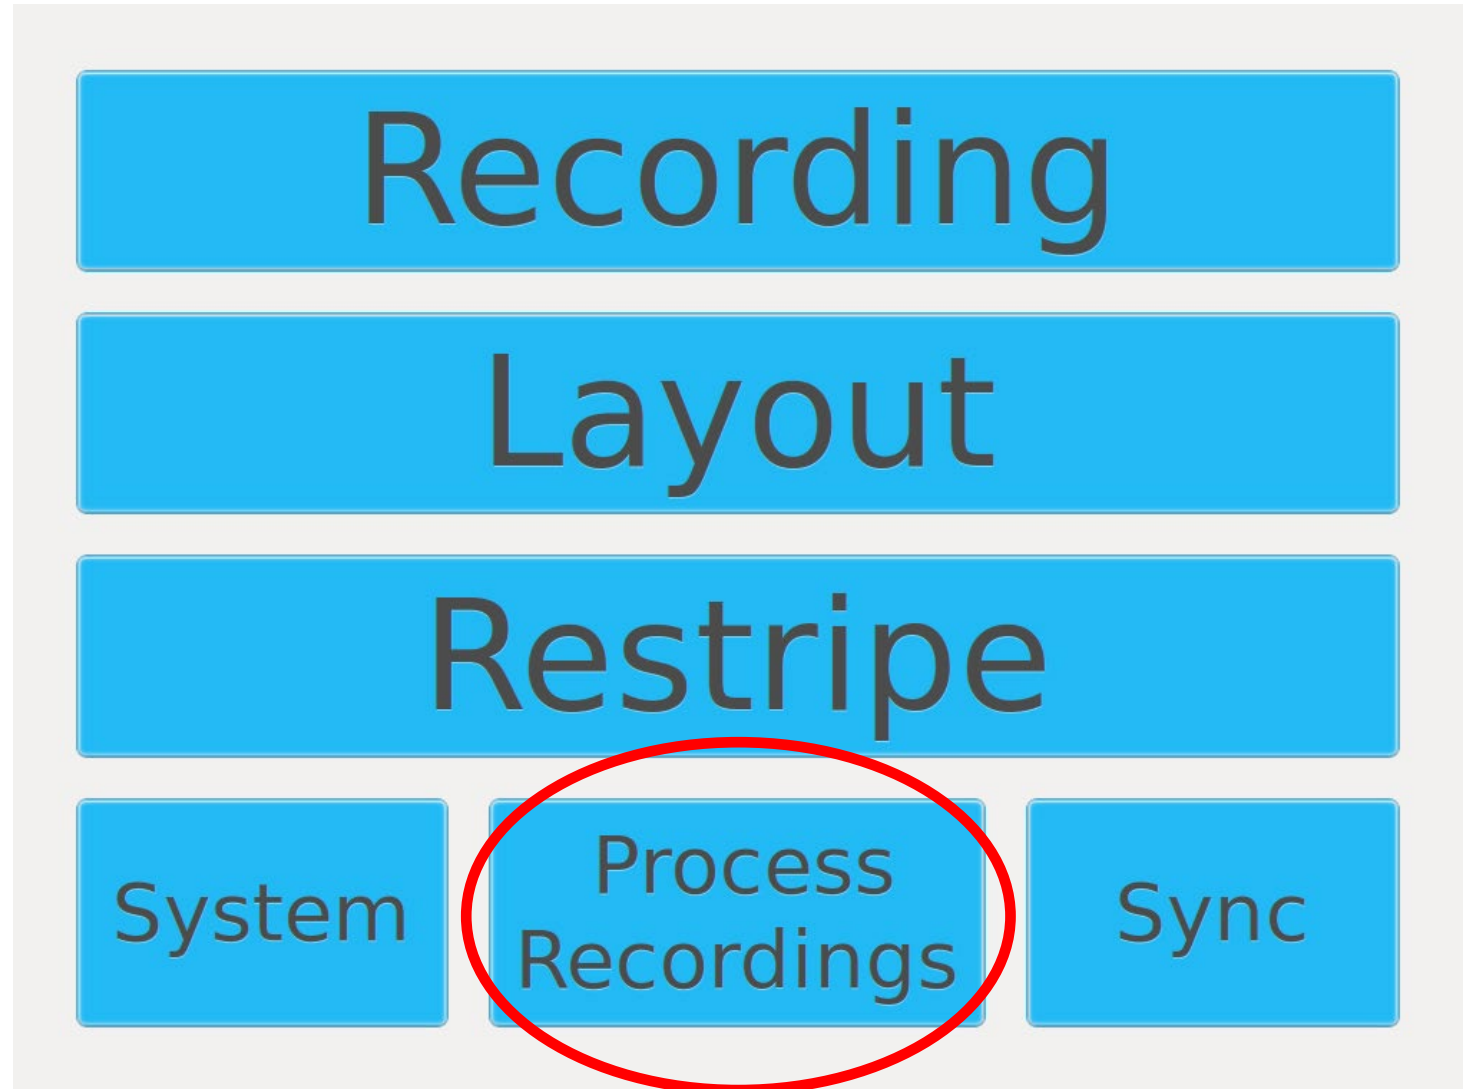 Recording
Layout
Restripe
System
Process
Recordings
Sync